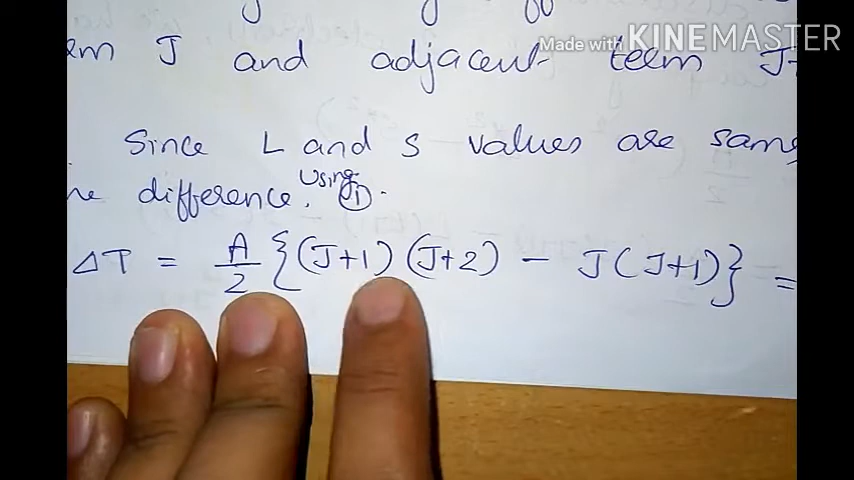 Made with KINEMASTER
J and adjacent term J+
Since L and S values are same
difference. Using ①.
ΔT = A/2 {(J+1)(J+2) - J(J+1)} =